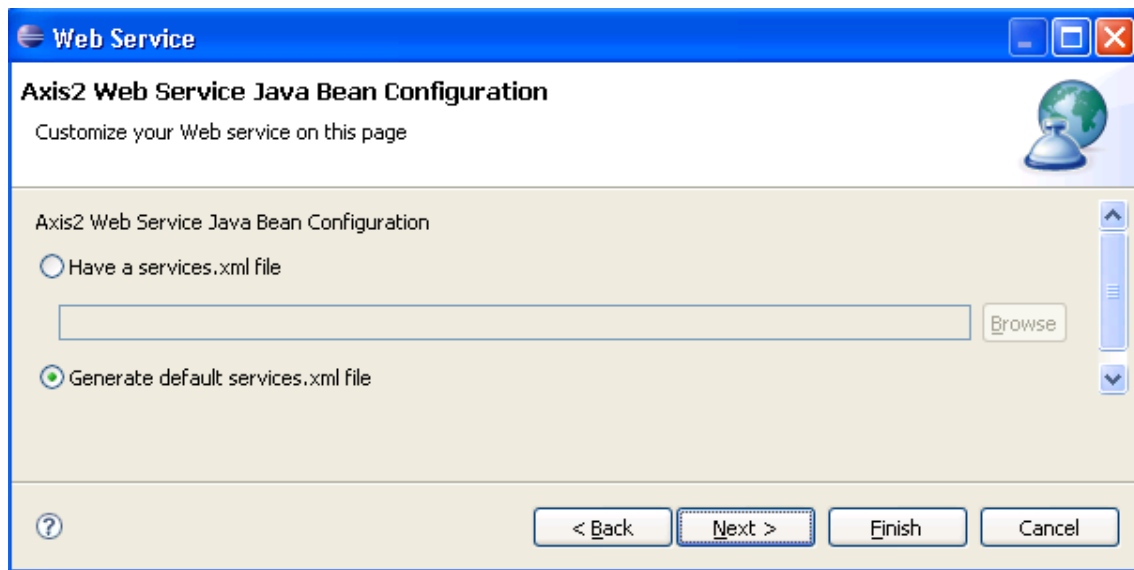 Web Service
Axis2 Web Service Java Bean Configuration
Customize your Web service on this page
Axis2 Web Service Java Bean Configuration
Have a services.xml file
Browse
Generate default services.xml file
? < Back Next > Finish Cancel